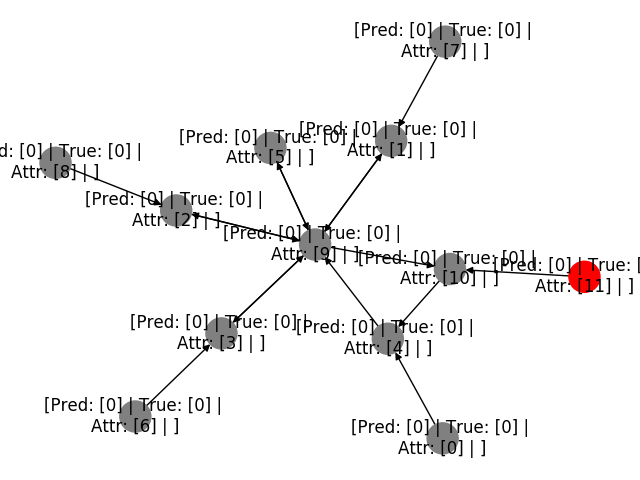 [Pred: [0] | True: [0] |
Attr: [7] | ]
[Pred: [0] | True: [0] |
Attr: [5] | ]
[Pred: [0] | True: [0] |
Attr: [1] | ]
d: [0] | True: [0] |
Attr: [8] | ]
[Pred: [0] | True: [0] |
Attr: [2] | ]
[Pred: [0] | True: [0] |
Attr: [9] | ]
[Pred: [0] | True: [0] |
Attr: [10] | ]
[Pred: [0] | True: [
Attr: [11] | ]
[Pred: [0] | True: [0] |
Attr: [3] | ]
[Pred: [0] | True: [0] |
Attr: [4] | ]
[Pred: [0] | True: [0] |
Attr: [6] | ]
[Pred: [0] | True: [0] |
Attr: [0] | ]